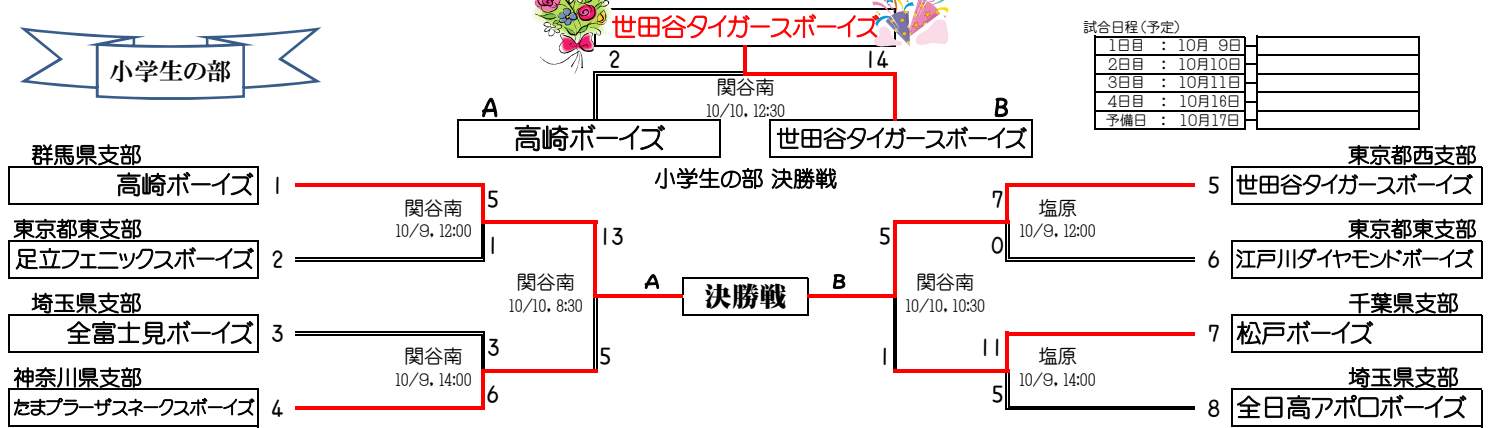 小学生の部
世田谷タイガースボーイズ
2
14
関谷南
10/10, 12:30
A
B
高崎ボーイズ
世田谷タイガースボーイズ
小学生の部 決勝戦
試合日程(予定)
1日目 : 10月 9日
2日目 : 10月10日
3日目 : 10月11日
4日目 : 10月16日
予備日 : 10月17日
群馬県支部
高崎ボーイズ 1
東京都東支部
足立フェニックスボーイズ 2
埼玉県支部
全富士見ボーイズ 3
神奈川県支部
たまプラーザスネークスボーイズ 4
関谷南
10/9, 12:00
5
1
関谷南
10/9, 14:00
3
6
関谷南
10/10, 8:30
13
5
A
決勝戦
B
関谷南
10/10, 10:30
5
1
塩原
10/9, 12:00
7
0
塩原
10/9, 14:00
11
5
東京都西支部
5 世田谷タイガースボーイズ
東京都東支部
6 江戸川ダイヤモンドボーイズ
千葉県支部
7 松戸ボーイズ
埼玉県支部
8 全日高アポロボーイズ